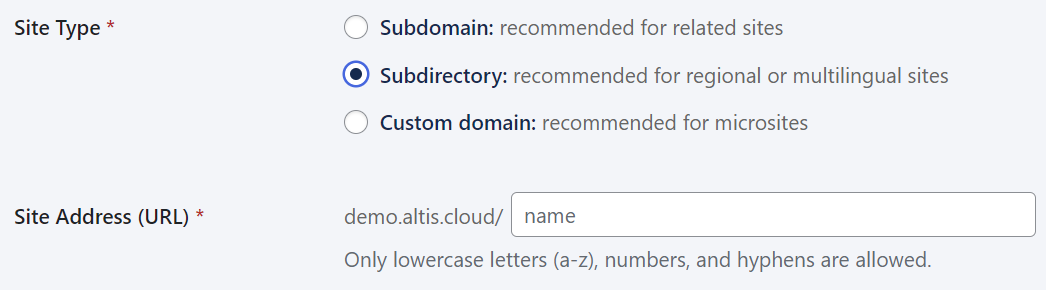 Site Type * Subdomain: recommended for related sites
Subdirectory: recommended for regional or multilingual sites
Custom domain: recommended for microsites
Site Address (URL) * demo.altis.cloud/ name
Only lowercase letters (a-z), numbers, and hyphens are allowed.